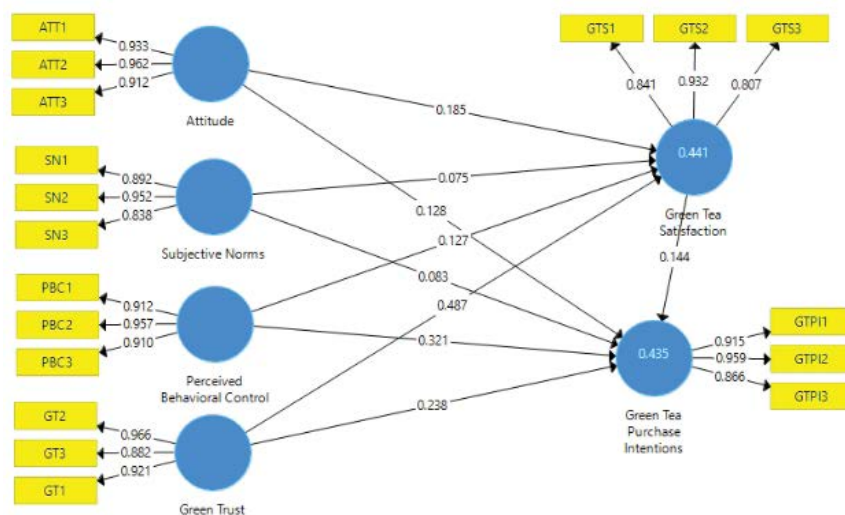 ATT1
ATT2
ATT3
0.933
0.962
0.912
Attitude
SN1
SN2
SN3
0.892
0.952
0.838
Subjective Norms
PBC1
PBC2
PBC3
0.912
0.957
0.910
Perceived
Behavioral Control
GT2
GT3
GT1
0.966
0.882
0.921
Green Trust
0.185
0.075
0.128
0.127
0.083
0.487
0.321
0.238
GTS1
GTS2
GTS3
0.841
0.932
0.807
0.441
Green Tea
Satisfaction
0.144
0.435
Green Tea
Purchase
Intentions
0.915
0.959
0.866
GTPI1
GTPI2
GTPI3